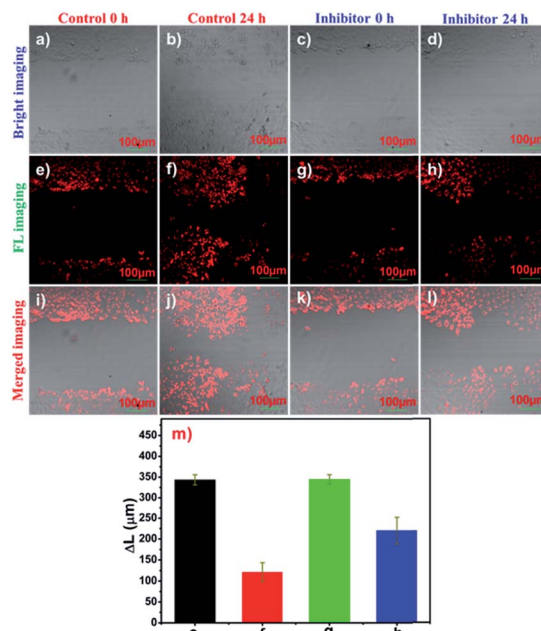 Control 0 h Control 24 h Inhibitor 0 h Inhibitor 24 h
Bright imaging
a) b) c) d)
100μm 100μm 100μm 100μm
FL imaging
e) f) g) h)
100μm 100μm 100μm 100μm
Merged imaging
i) j) k) l)
100μm 100μm 100μm 100μm
m)
ΔL (μm)
450
400
350
300
250
200
150
100
50
0